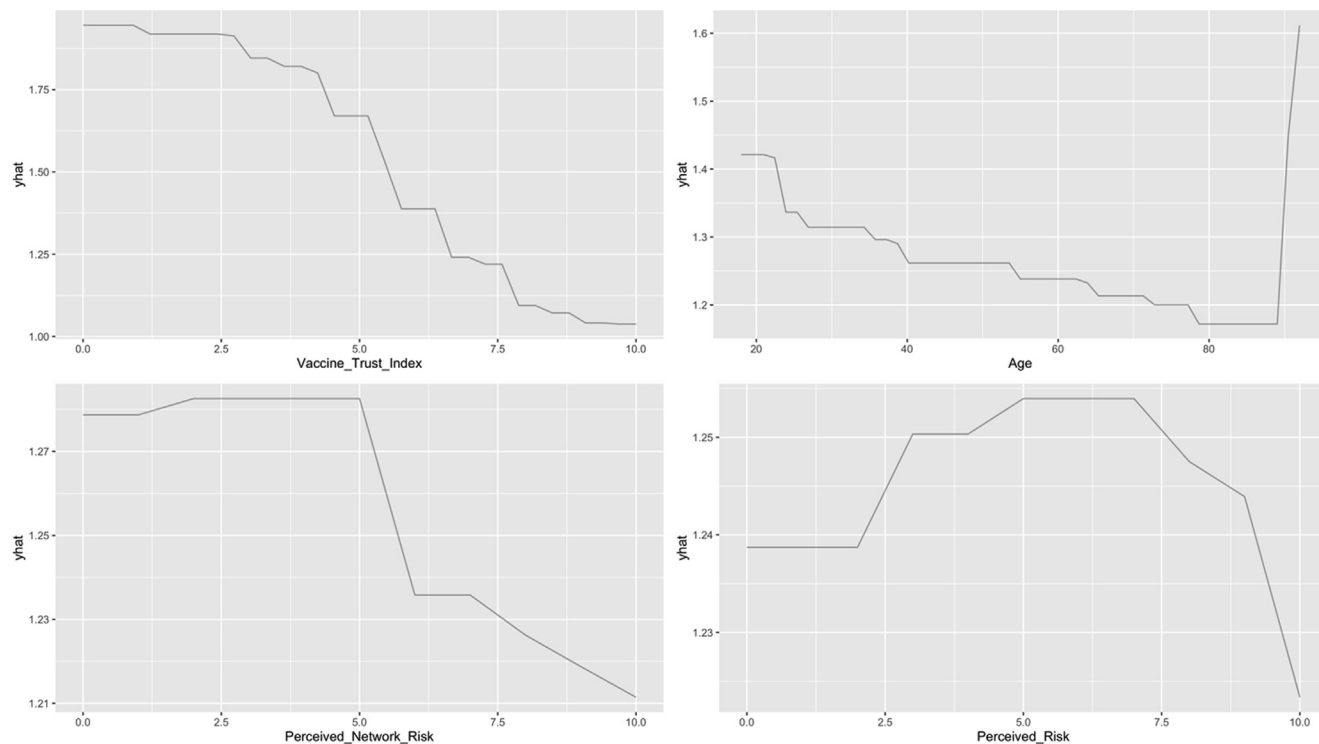 yhat
1.75
1.50
1.25
1.00
0.0 2.5 5.0 7.5 10.0
Vaccine_Trust_Index
yhat
1.6
1.5
1.4
1.3
1.2
20 40 60 80
Age
yhat
1.27
1.25
1.23
1.21
0.0 2.5 5.0 7.5 10.0
Perceived_Network_Risk
yhat
1.25
1.24
1.23
0.0 2.5 5.0 7.5 10.0
Perceived_Risk